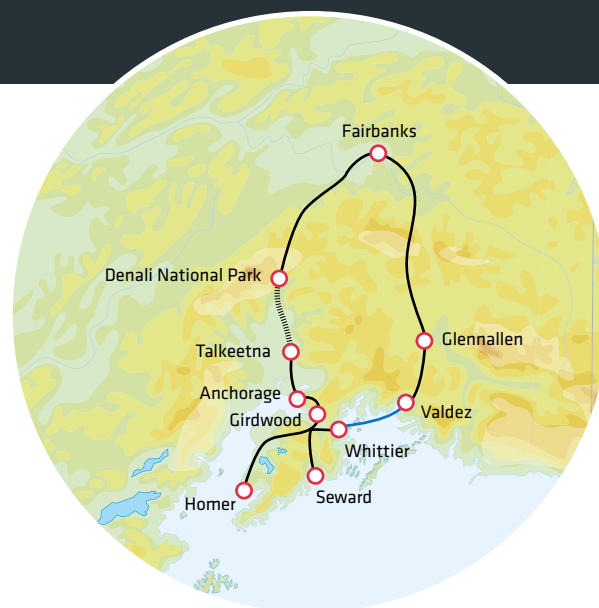 Fairbanks
Denali National Park
Glennallen
Talkeetna
Anchorage
Girdwood
Valdez
Whittier
Seward
Homer